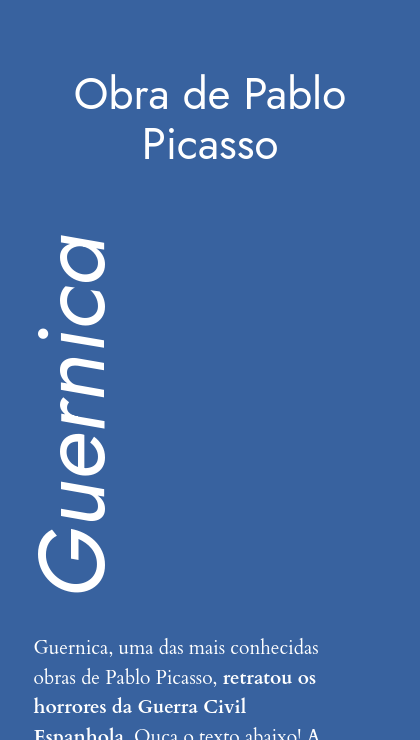 Obra de Pablo
Picasso
Guernica
Guernica, uma das mais conhecidas
obras de Pablo Picasso, retratou os
horrores da Guerra Civil
Espanhola. Ouça o texto abaixo! A